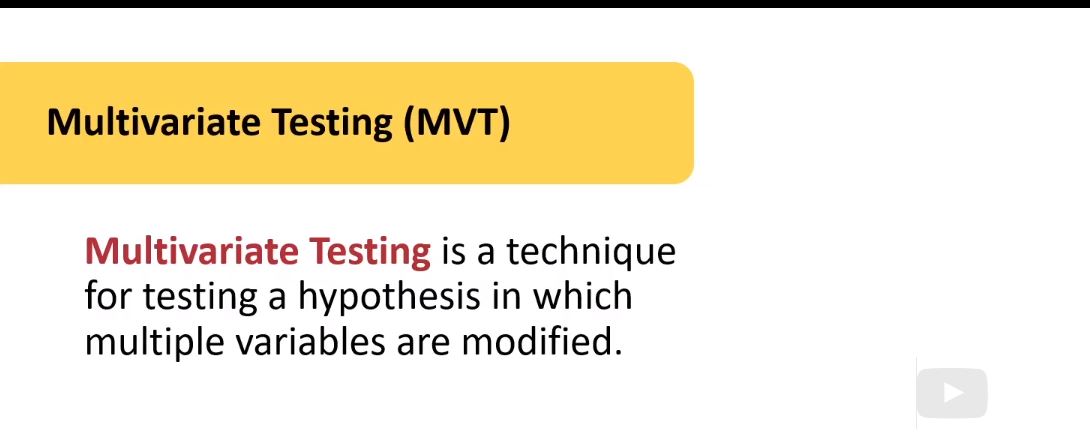 Multivariate Testing (MVT)
Multivariate Testing is a technique
for testing a hypothesis in which
multiple variables are modified.